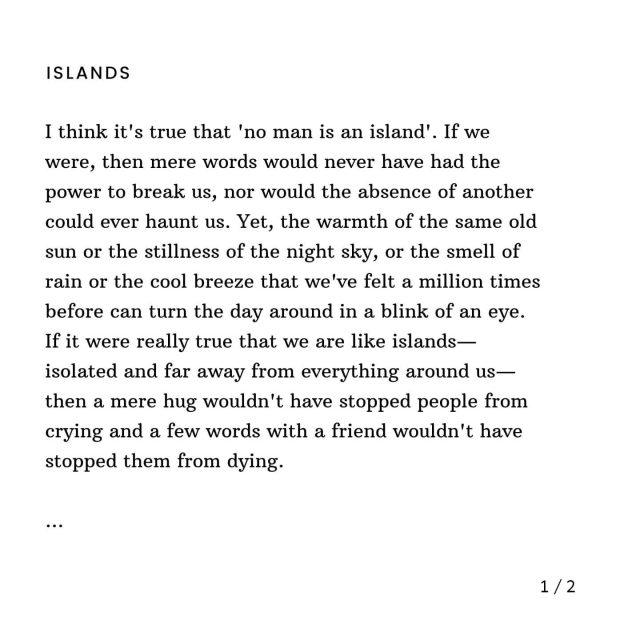 ISLANDS
I think it's true that 'no man is an island'. If we
were, then mere words would never have had the
power to break us, nor would the absence of another
could ever haunt us. Yet, the warmth of the same old
sun or the stillness of the night sky, or the smell of
rain or the cool breeze that we've felt a million times
before can turn the day around in a blink of an eye.
If it were really true that we are like islands—
isolated and far away from everything around us—
then a mere hug wouldn't have stopped people from
crying and a few words with a friend wouldn't have
stopped them from dying.
...
1 / 2